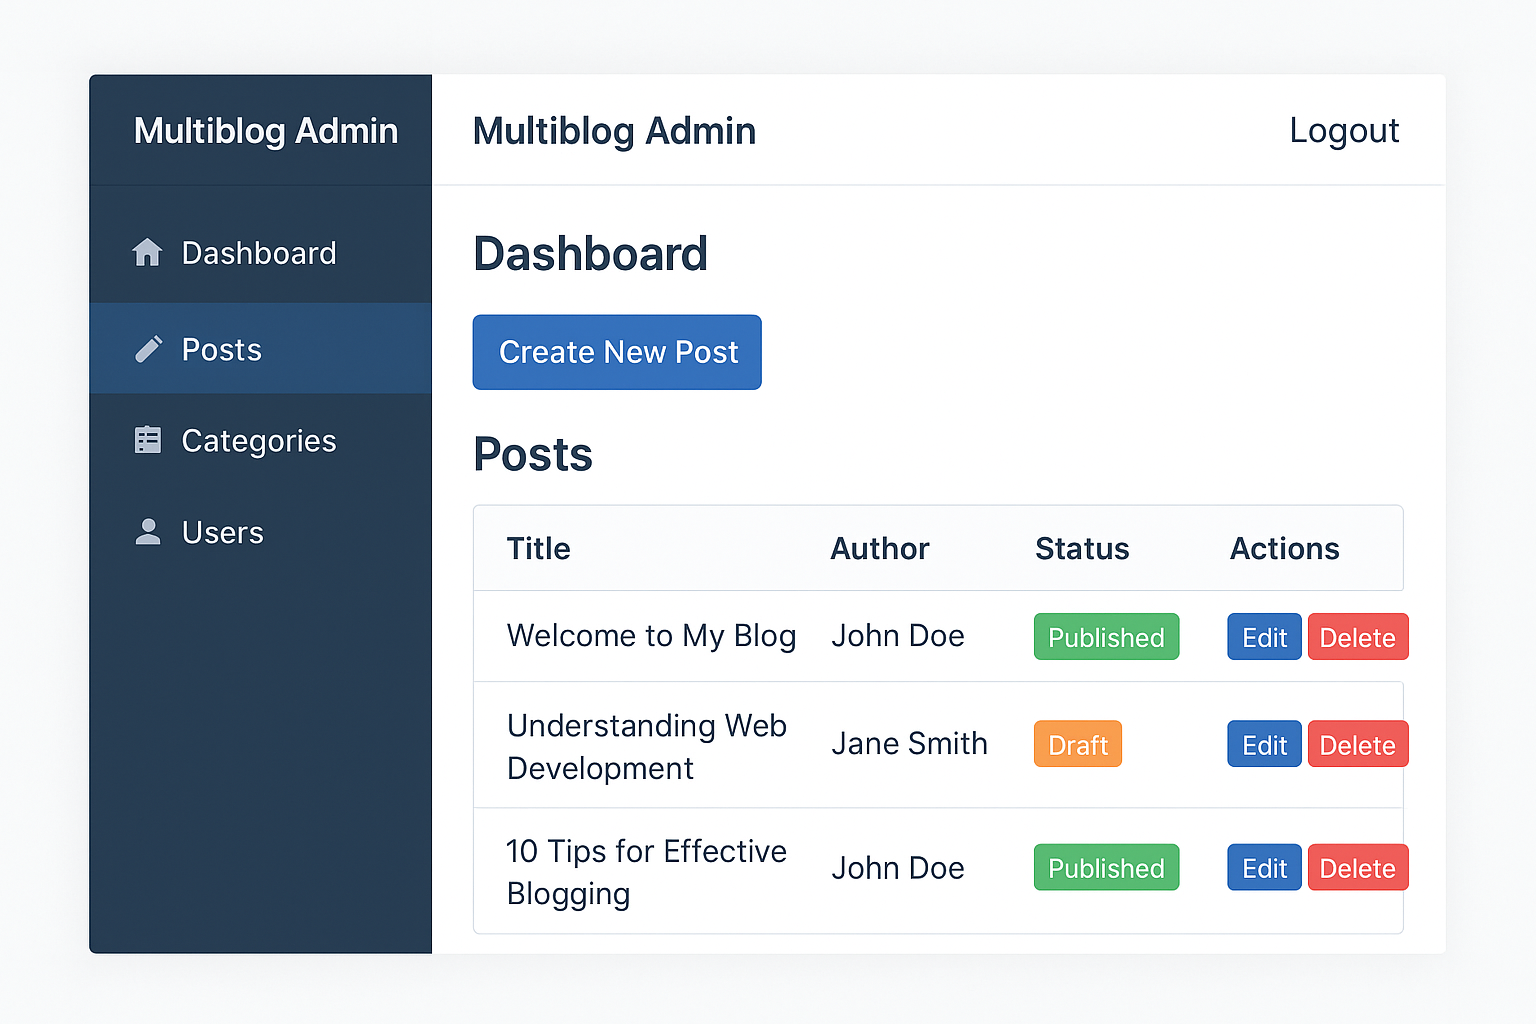 Multiblog Admin
Dashboard
Posts
Categories
Users
Multiblog Admin
Logout
Dashboard
Create New Post
Posts
Title Author Status Actions
Welcome to My Blog John Doe Published Edit Delete
Understanding Web
Development
Jane Smith Draft Edit Delete
10 Tips for Effective
Blogging
John Doe Published Edit Delete